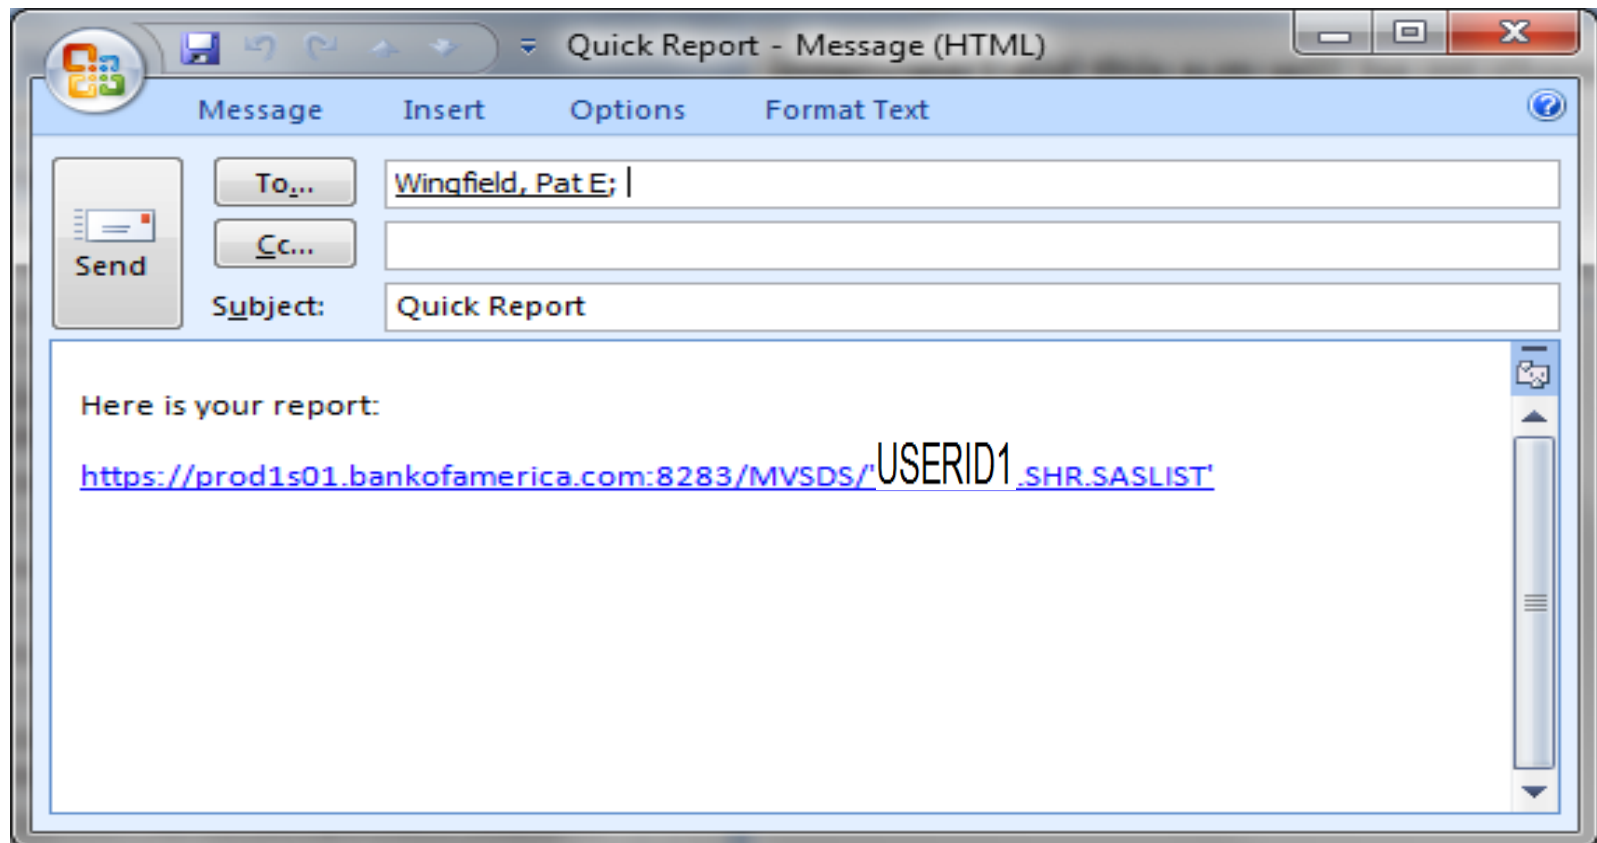 Quick Report - Message (HTML)
Message Insert Options Format Text
To... Wingfield, Pat E;
Cc...
Send
Subject: Quick Report
Here is your report:
https://prod1s01.bankofamerica.com:8283/MVSDS/'USERID1.SHR.SASLIST'